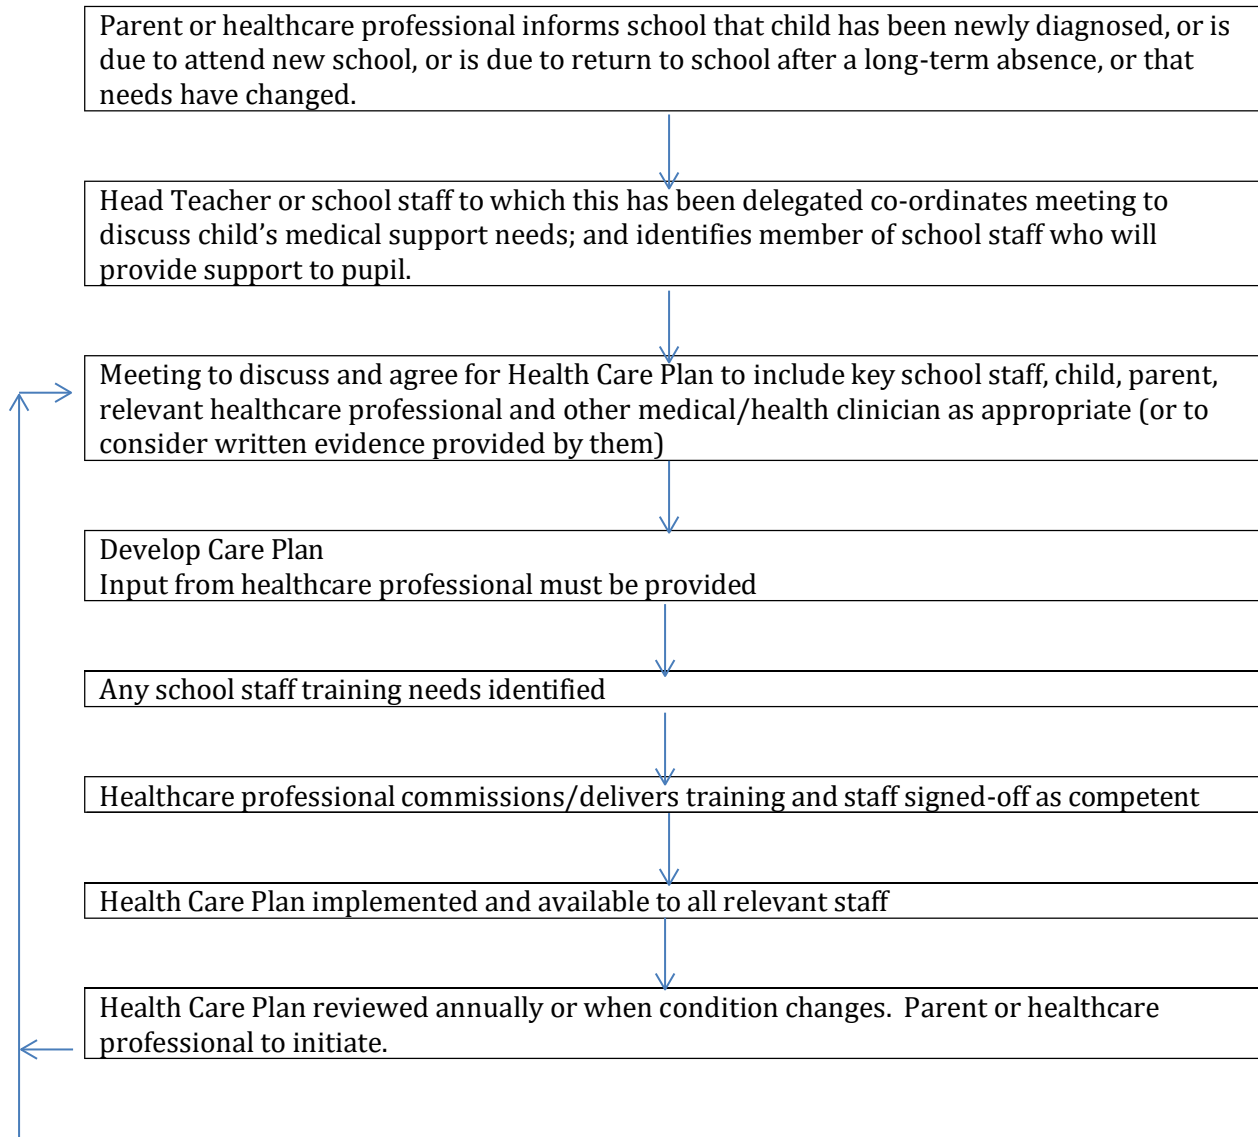 Parent or healthcare professional informs school that child has been newly diagnosed, or is
due to attend new school, or is due to return to school after a long-term absence, or that
needs have changed.
Head Teacher or school staff to which this has been delegated co-ordinates meeting to
discuss child’s medical support needs; and identifies member of school staff who will
provide support to pupil.
Meeting to discuss and agree for Health Care Plan to include key school staff, child, parent,
relevant healthcare professional and other medical/health clinician as appropriate (or to
consider written evidence provided by them)
Develop Care Plan
Input from healthcare professional must be provided
Any school staff training needs identified
Healthcare professional commissions/delivers training and staff signed-off as competent
Health Care Plan implemented and available to all relevant staff
Health Care Plan reviewed annually or when condition changes.  Parent or healthcare
professional to initiate.